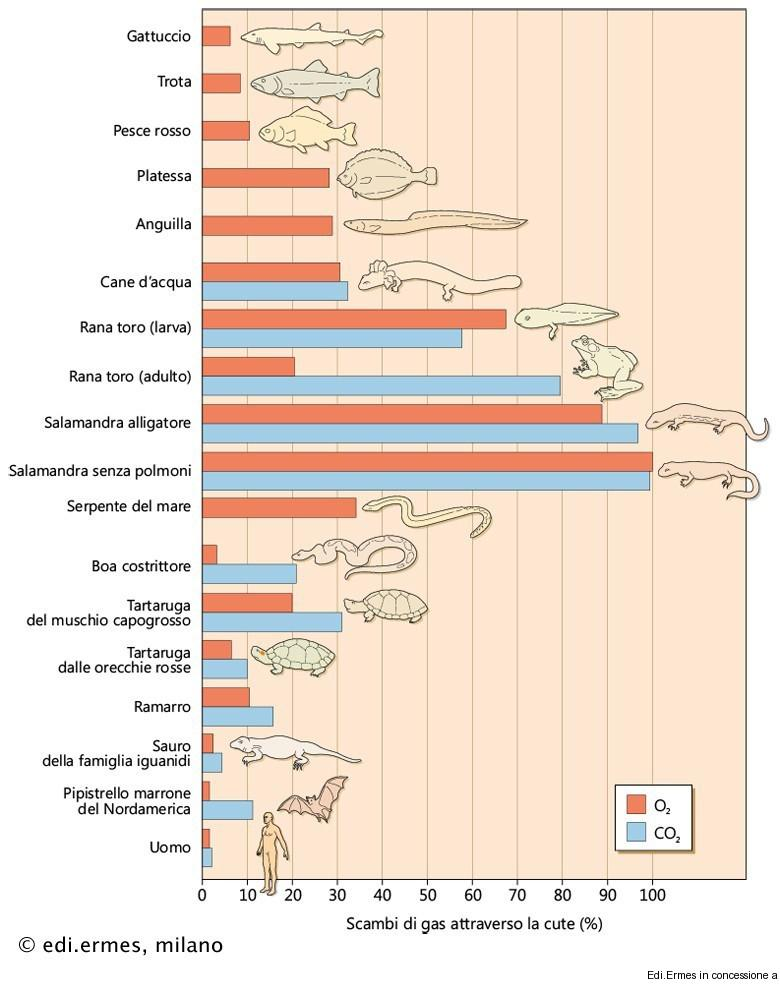 Gattuccio
Trota
Pesce rosso
Platessa
Anguilla
Cane d'acqua
Rana toro (larva)
Rana toro (adulto)
Salamandra alligatore
Salamandra senza polmoni
Serpente del mare
Boa costrittore
Tartaruga
del muschio capogrosso
Tartaruga
dalle orecchie rosse
Ramarro
Sauro
della famiglia iguanidi
Pipistrello marrone
del Nordamerica
Uomo
O₂
CO₂
0 10 20 30 40 50 60 70 80 90 100
Scambi di gas attraverso la cute (%)
© edi.ermes, milano
Edi.Ermes in concessione a